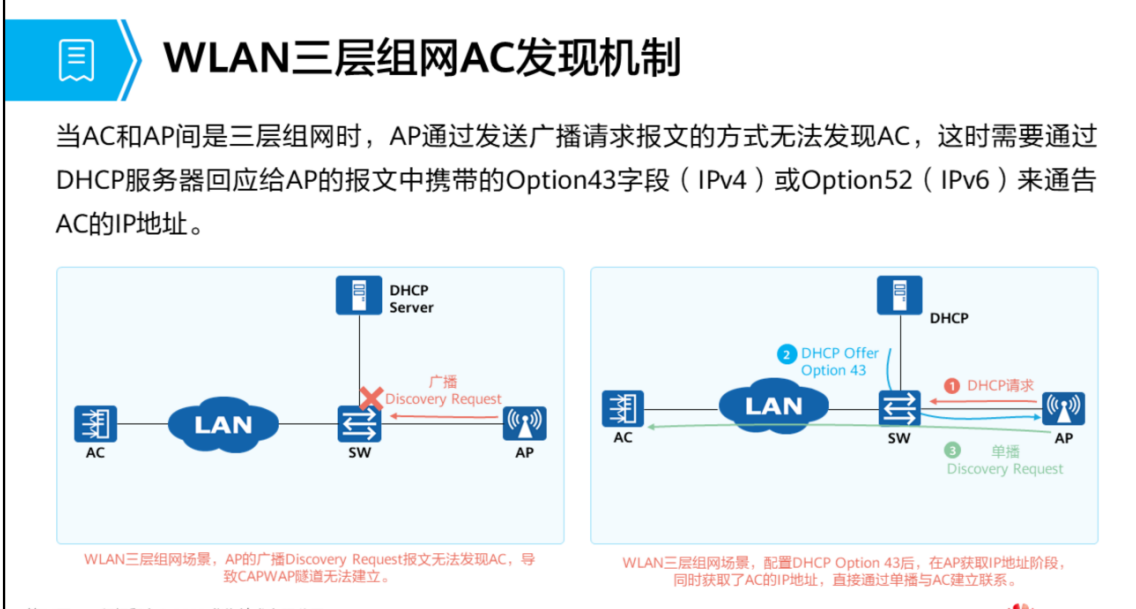 WLAN三层组网AC发现机制
当AC和AP间是三层组网时，AP通过发送广播请求报文的方式无法发现AC，这时需要通过
DHCP服务器回应给AP的报文中携带的Option43字段（IPv4）或Option52（IPv6）来通告
AC的IP地址。
DHCP
Server
广播
Discovery Request
LAN
AC
SW
AP
WLAN三层组网场景，AP的广播Discovery Request报文无法发现AC，导
致CAPWAP隧道无法建立。
DHCP
2 DHCP Offer
Option 43
1 DHCP请求
LAN
AC
SW
AP
3 单播
Discovery Request
WLAN三层组网场景，配置DHCP Option 43后，在AP获取IP地址阶段，
同时获取了AC的IP地址，直接通过单播与AC建立联系。